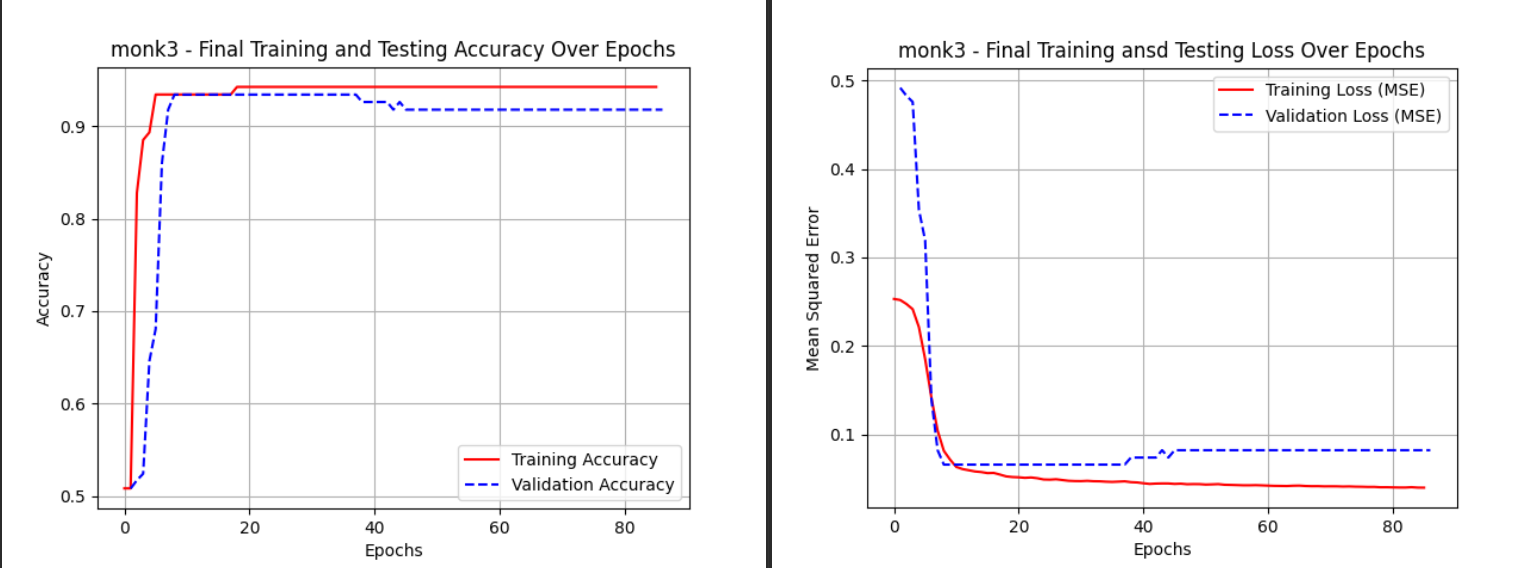 monk3 - Final Training and Testing Accuracy Over Epochs
0.9
0.8
0.7
0.6
0.5
Accuracy
Training Accuracy
Validation Accuracy
0 20 40 60 80
Epochs
monk3 - Final Training ansd Testing Loss Over Epochs
0.5
0.4
0.3
0.2
0.1
Mean Squared Error
Training Loss (MSE)
Validation Loss (MSE)
0 20 40 60 80
Epochs